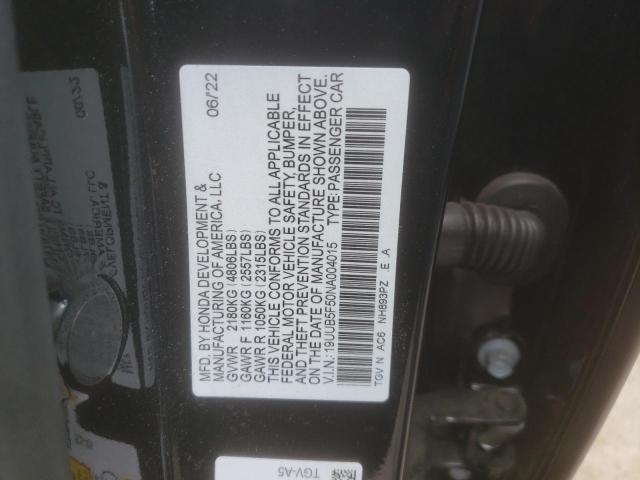 MFD. BY HONDA DEVELOPMENT & 06/22
MANUFACTURING OF AMERICA, LLC
GVWR 2180KG (4806LBS)
GAWR F 1160KG (2557LBS)
GAWR R 1050KG (2315LBS)
THIS VEHICLE CONFORMS TO ALL APPLICABLE
FEDERAL MOTOR VEHICLE SAFETY, BUMPER,
AND THEFT PREVENTION STANDARDS IN EFFECT
ON THE DATE OF MANUFACTURE SHOWN ABOVE.
V.I.N.: 19UUB5F50NA004015 TYPE: PASSENGER CAR
TGV N AC6 NH893PZ .E .A
TGV-A5